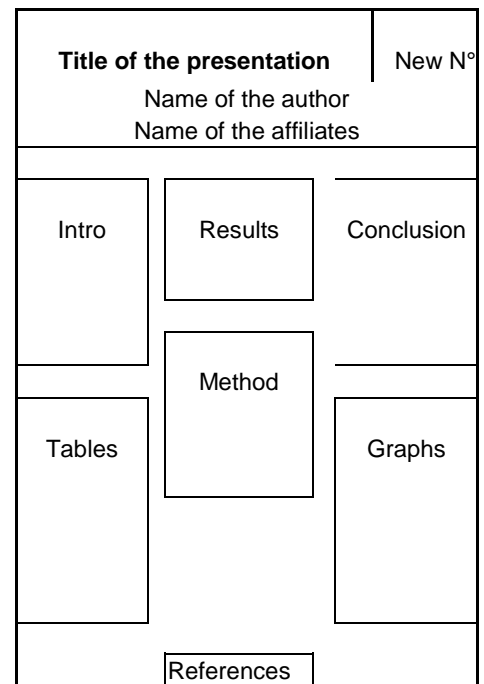 Title of the presentation
New N°
Name of the author
Name of the affiliates
Intro
Results
Conclusion
Method
Tables
Graphs
References